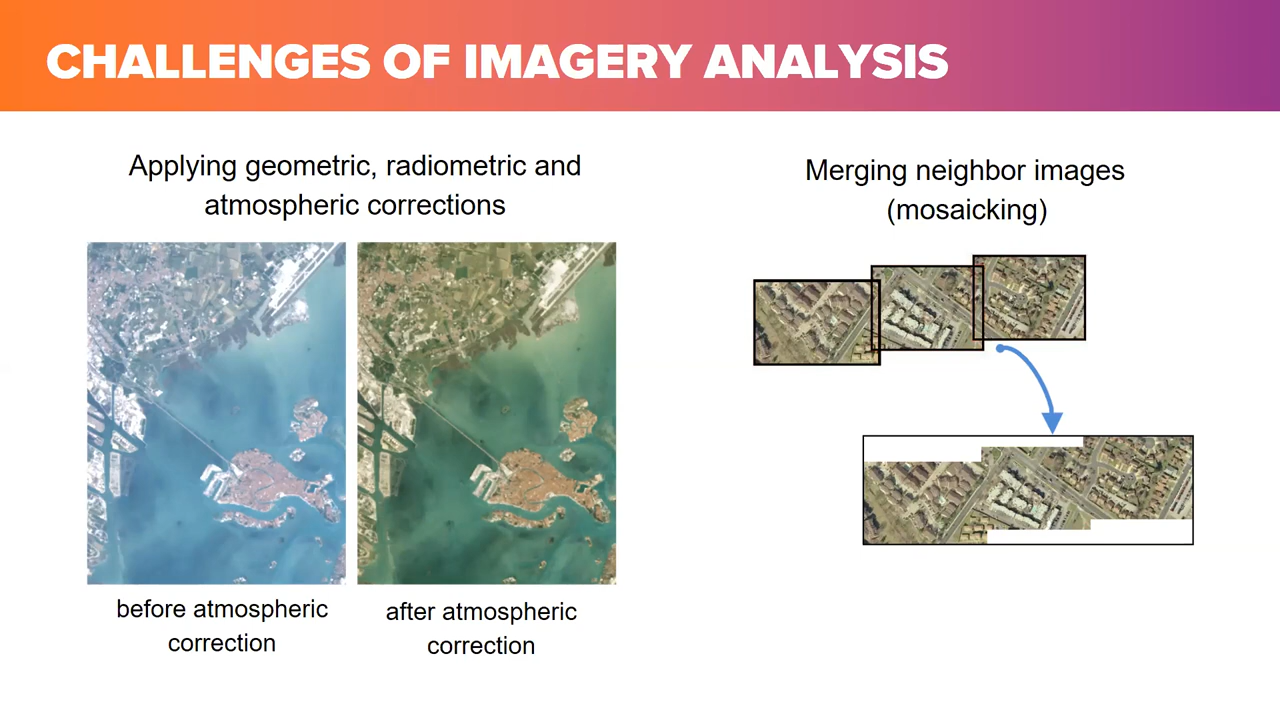 CHALLENGES OF IMAGERY ANALYSIS
Applying geometric, radiometric and
atmospheric corrections
Merging neighbor images
(mosaicking)
before atmospheric
correction
after atmospheric
correction